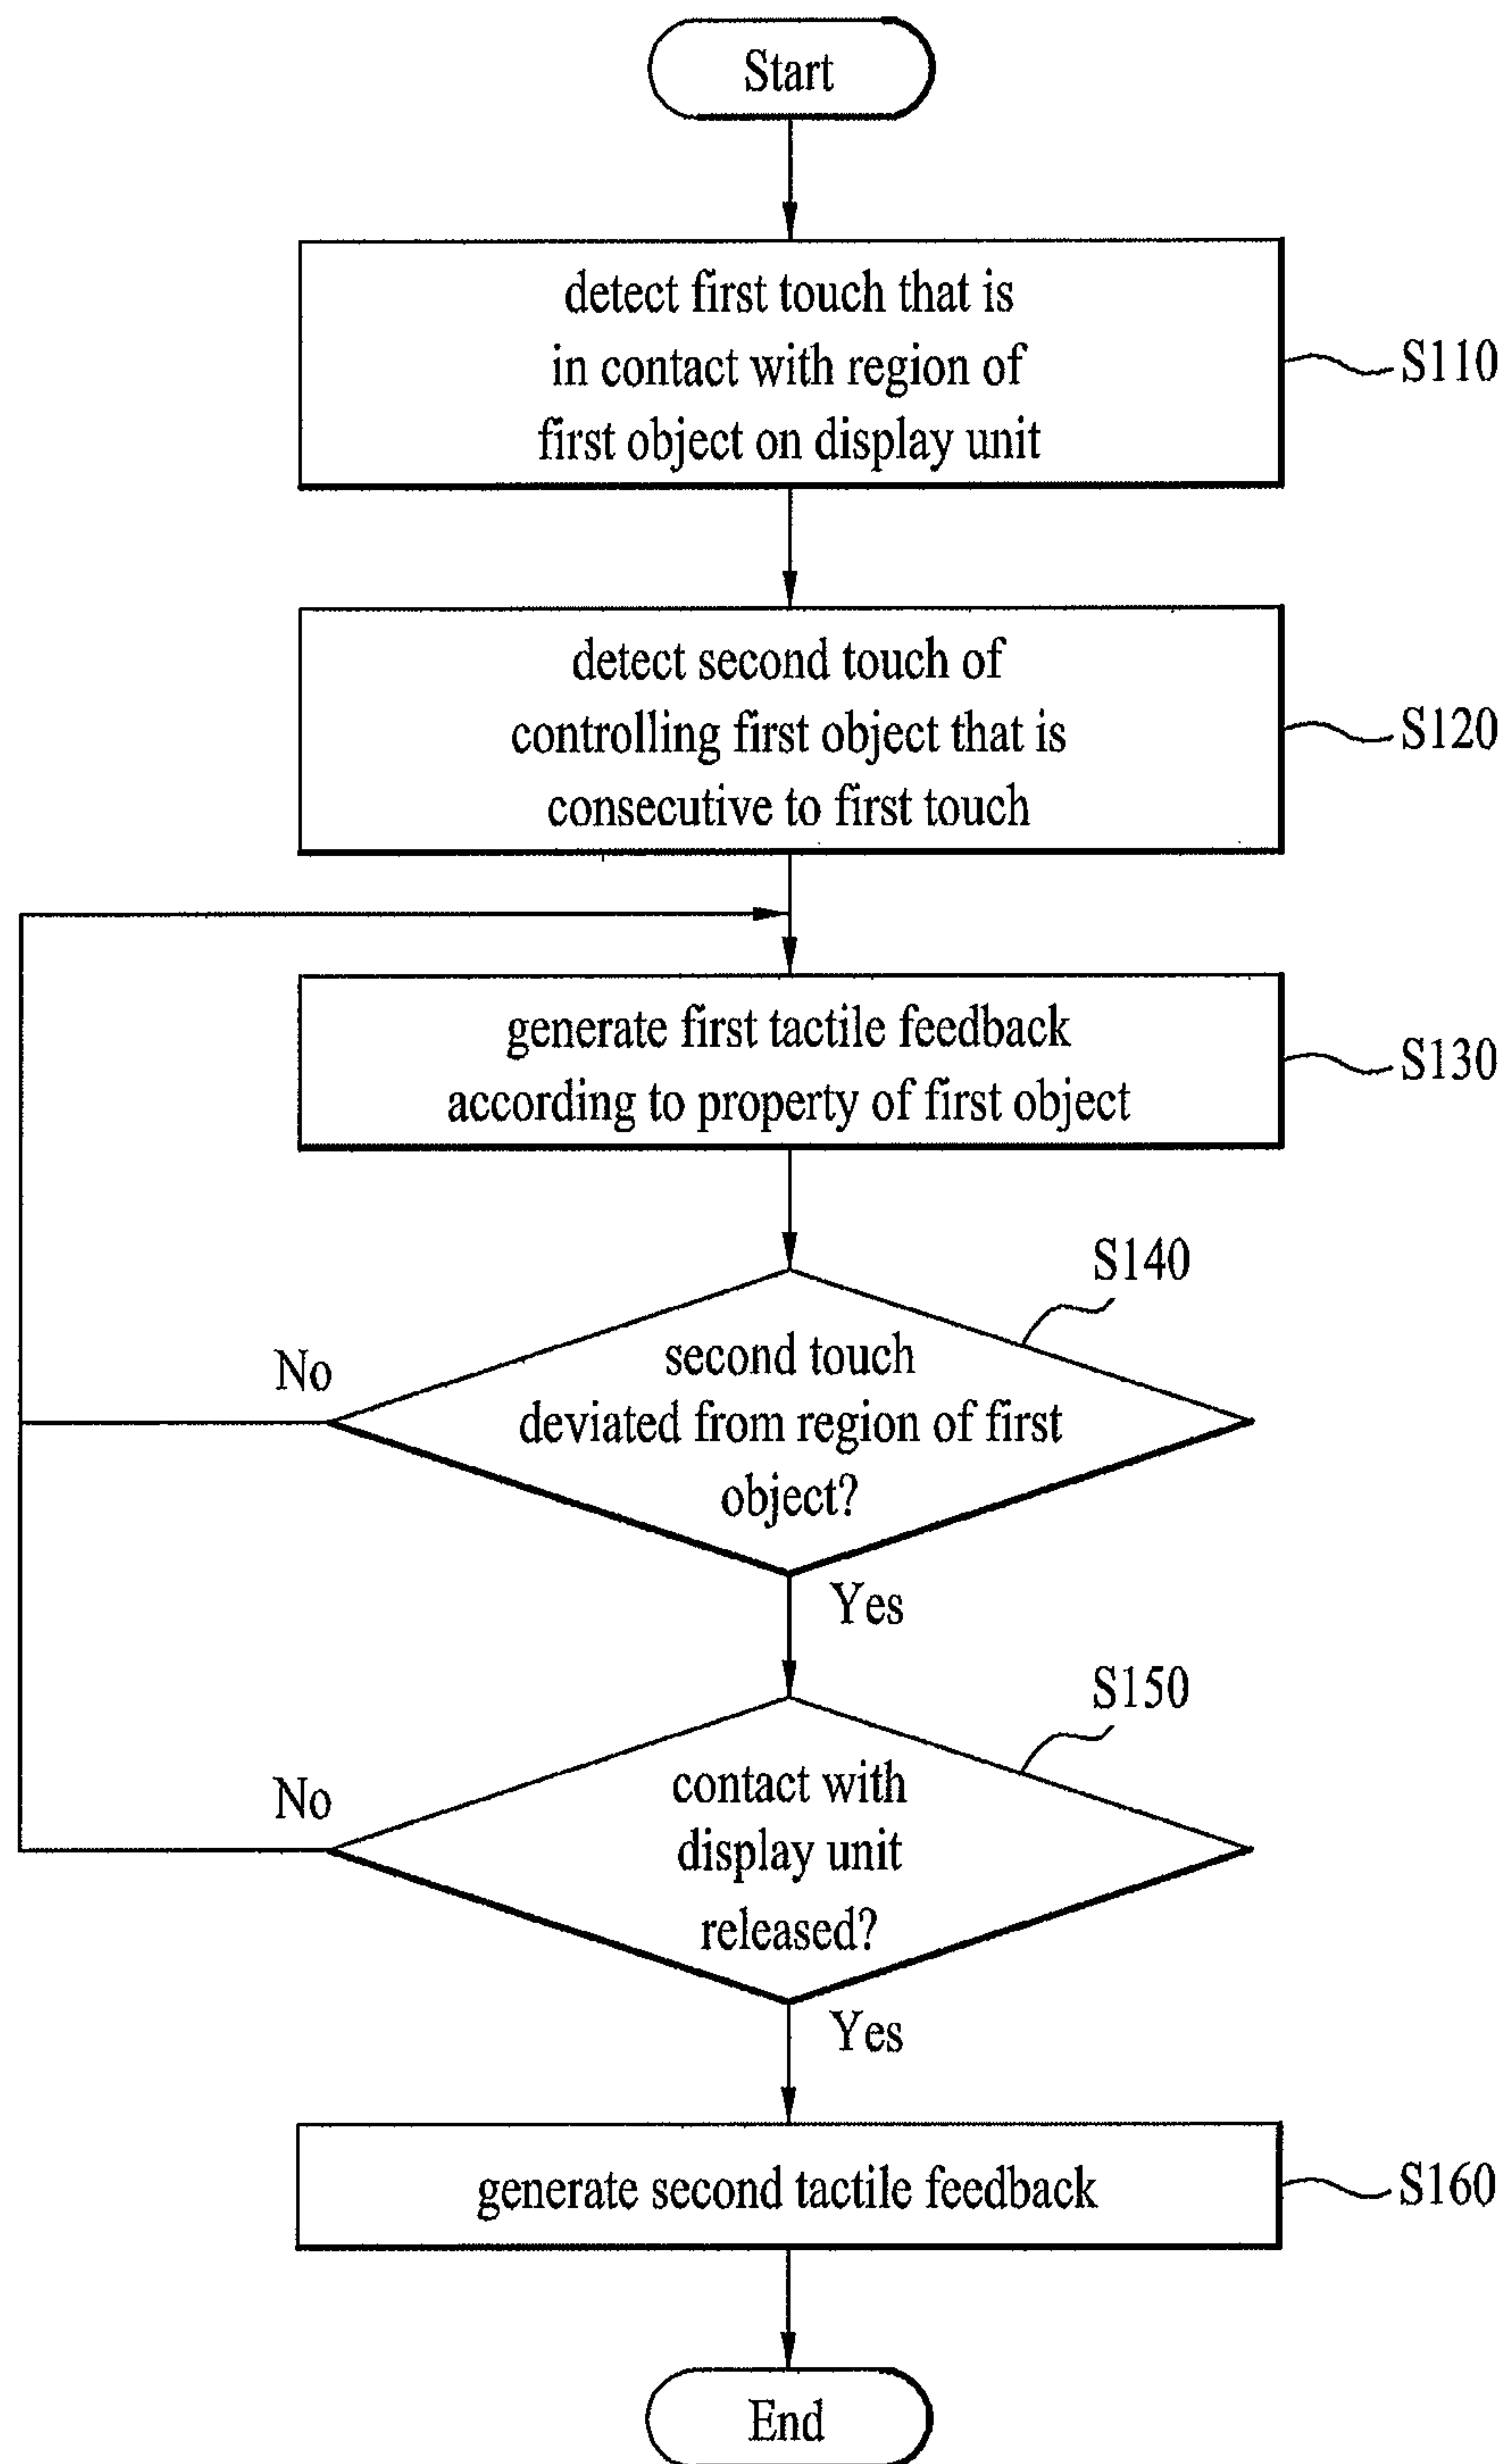 Start
detect first touch that is
in contact with region of
first object on display unit
S110
detect second touch of
controlling first object that is
consecutive to first touch
S120
generate first tactile feedback
according to property of first object
S130
S140
second touch
deviated from region of first
object?
No
Yes
S150
contact with
display unit
released?
No
Yes
generate second tactile feedback
S160
End